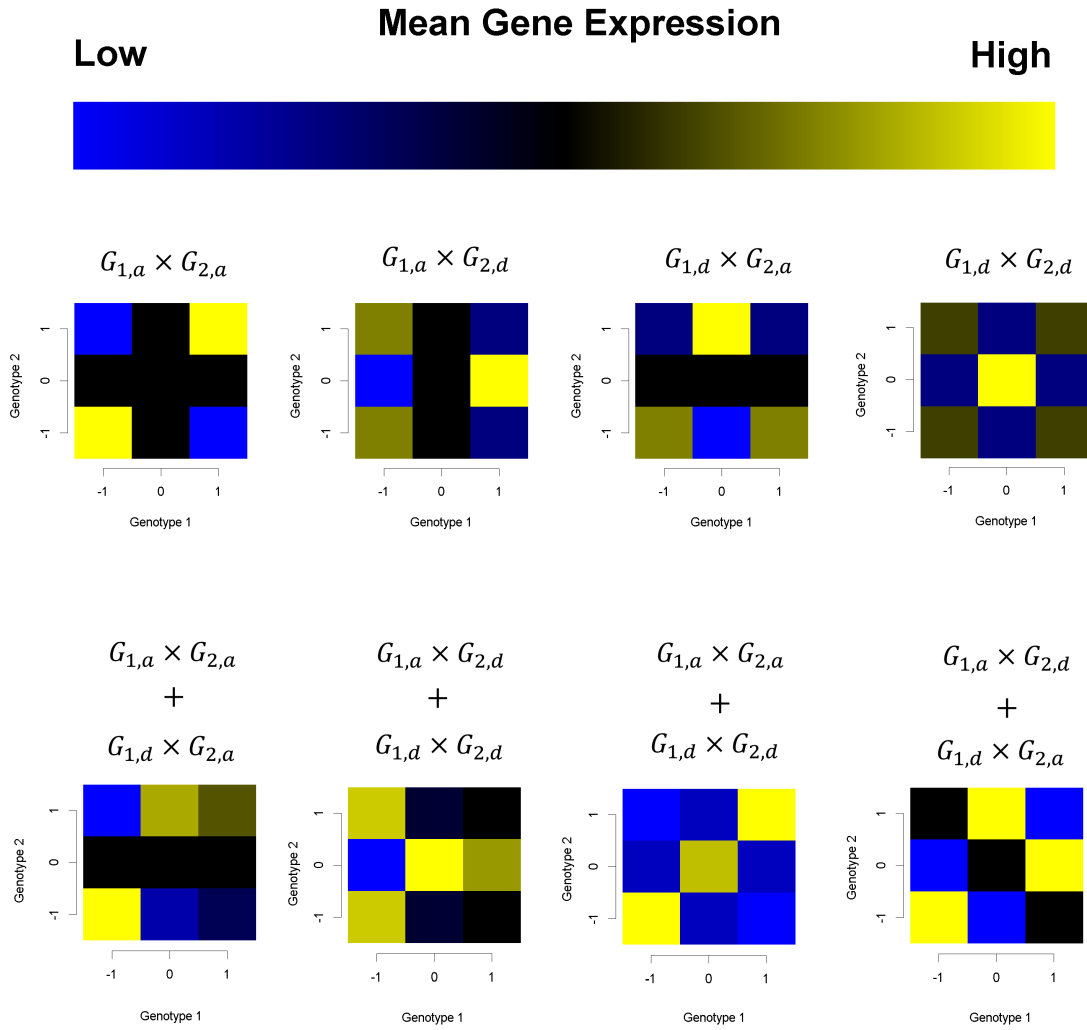 Mean Gene Expression
Low High
G1,a × G2,a G1,a × G2,d G1,d × G2,a G1,d × G2,d
Genotype 2 1 0 -1
-1 0 1
Genotype 1
Genotype 2 1 0 -1
-1 0 1
Genotype 1
Genotype 2 1 0 -1
-1 0 1
Genotype 1
Genotype 2 1 0 -1
-1 0 1
Genotype 1
G1,a × G2,a
+
G1,d × G2,a
Genotype 2 1 0 -1
-1 0 1
Genotype 1
G1,a × G2,d
+
G1,d × G2,d
Genotype 2 1 0 -1
-1 0 1
Genotype 1
G1,a × G2,a
+
G1,d × G2,d
Genotype 2 1 0 -1
-1 0 1
Genotype 1
G1,a × G2,d
+
G1,d × G2,a
Genotype 2 1 0 -1
-1 0 1
Genotype 1